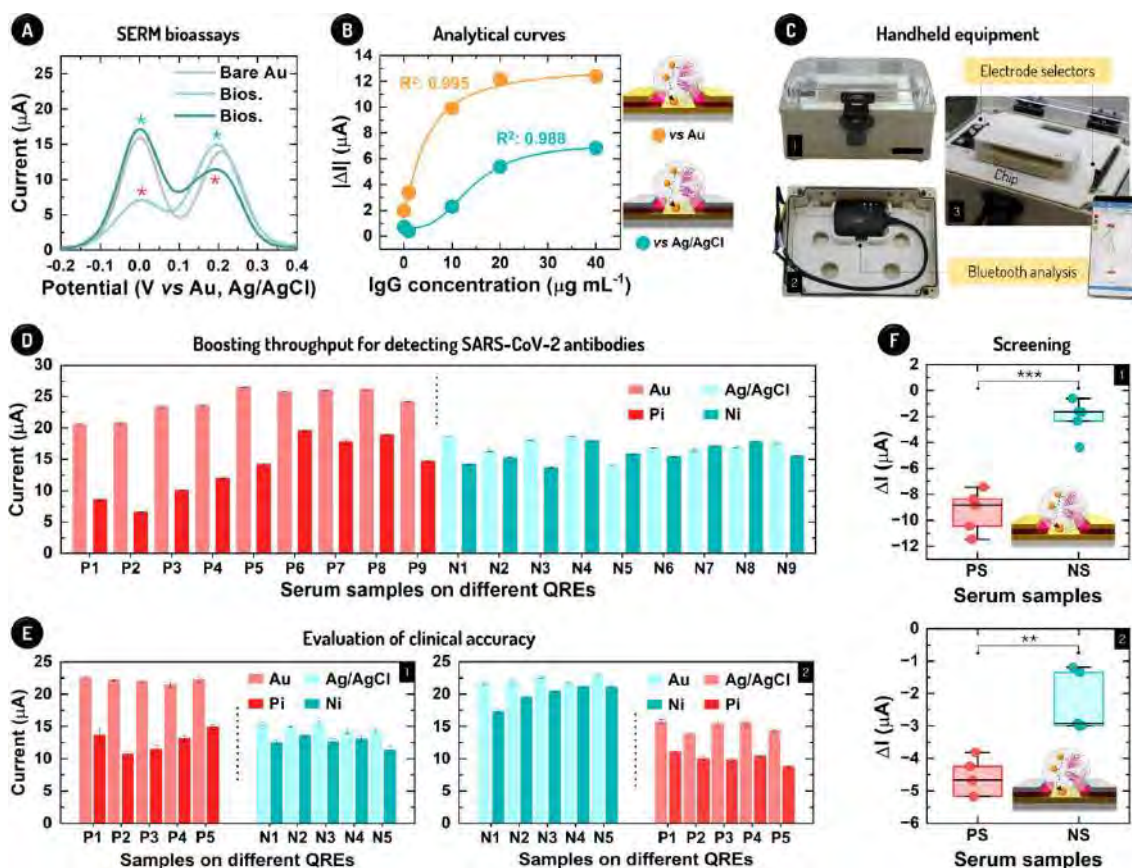 A
SERM bioassays
Bare Au
Bios.
Bios.
Current (μA)
25
20
15
10
5
0
* *
* *
-0.2 0.0 0.1 0.2 0.3 0.4
Potential (V vs Au, Ag/AgCl)
B
Analytical curves
R²: 0.995
R²: 0.988
|ΔI| (μA)
14
12
10
8
6
4
2
0
0 10 20 30 40
IgG concentration (μg mL⁻¹)
vs Au
vs Ag/AgCl
C
Handheld equipment
Electrode selectors
Chip
Bluetooth analysis
1
2
3
D
Boosting throughput for detecting SARS-CoV-2 antibodies
Au Ag/AgCl
Pi Ni
Current (μA)
30
25
20
15
10
5
0
P1 P2 P3 P4 P5 P6 P7 P8 P9 N1 N2 N3 N4 N5 N6 N7 N8 N9
Serum samples on different QREs
E
Evaluation of clinical accuracy
1
Au Ag/AgCl
Pi Ni
Current (μA)
25
20
15
10
5
0
P1 P2 P3 P4 P5 N1 N2 N3 N4 N5
Samples on different QREs
2
Au Ag/AgCl
Ni Pi
25
20
15
10
5
0
N1 N2 N3 N4 N5 P1 P2 P3 P4 P5
Samples on different QREs
F
Screening
1
***
ΔI (μA)
2
0
−2
−4
−6
−8
−10
−12
PS NS
Serum samples
2
**
ΔI (μA)
0
−1
−2
−3
−4
−5
−6
PS NS
Serum samples